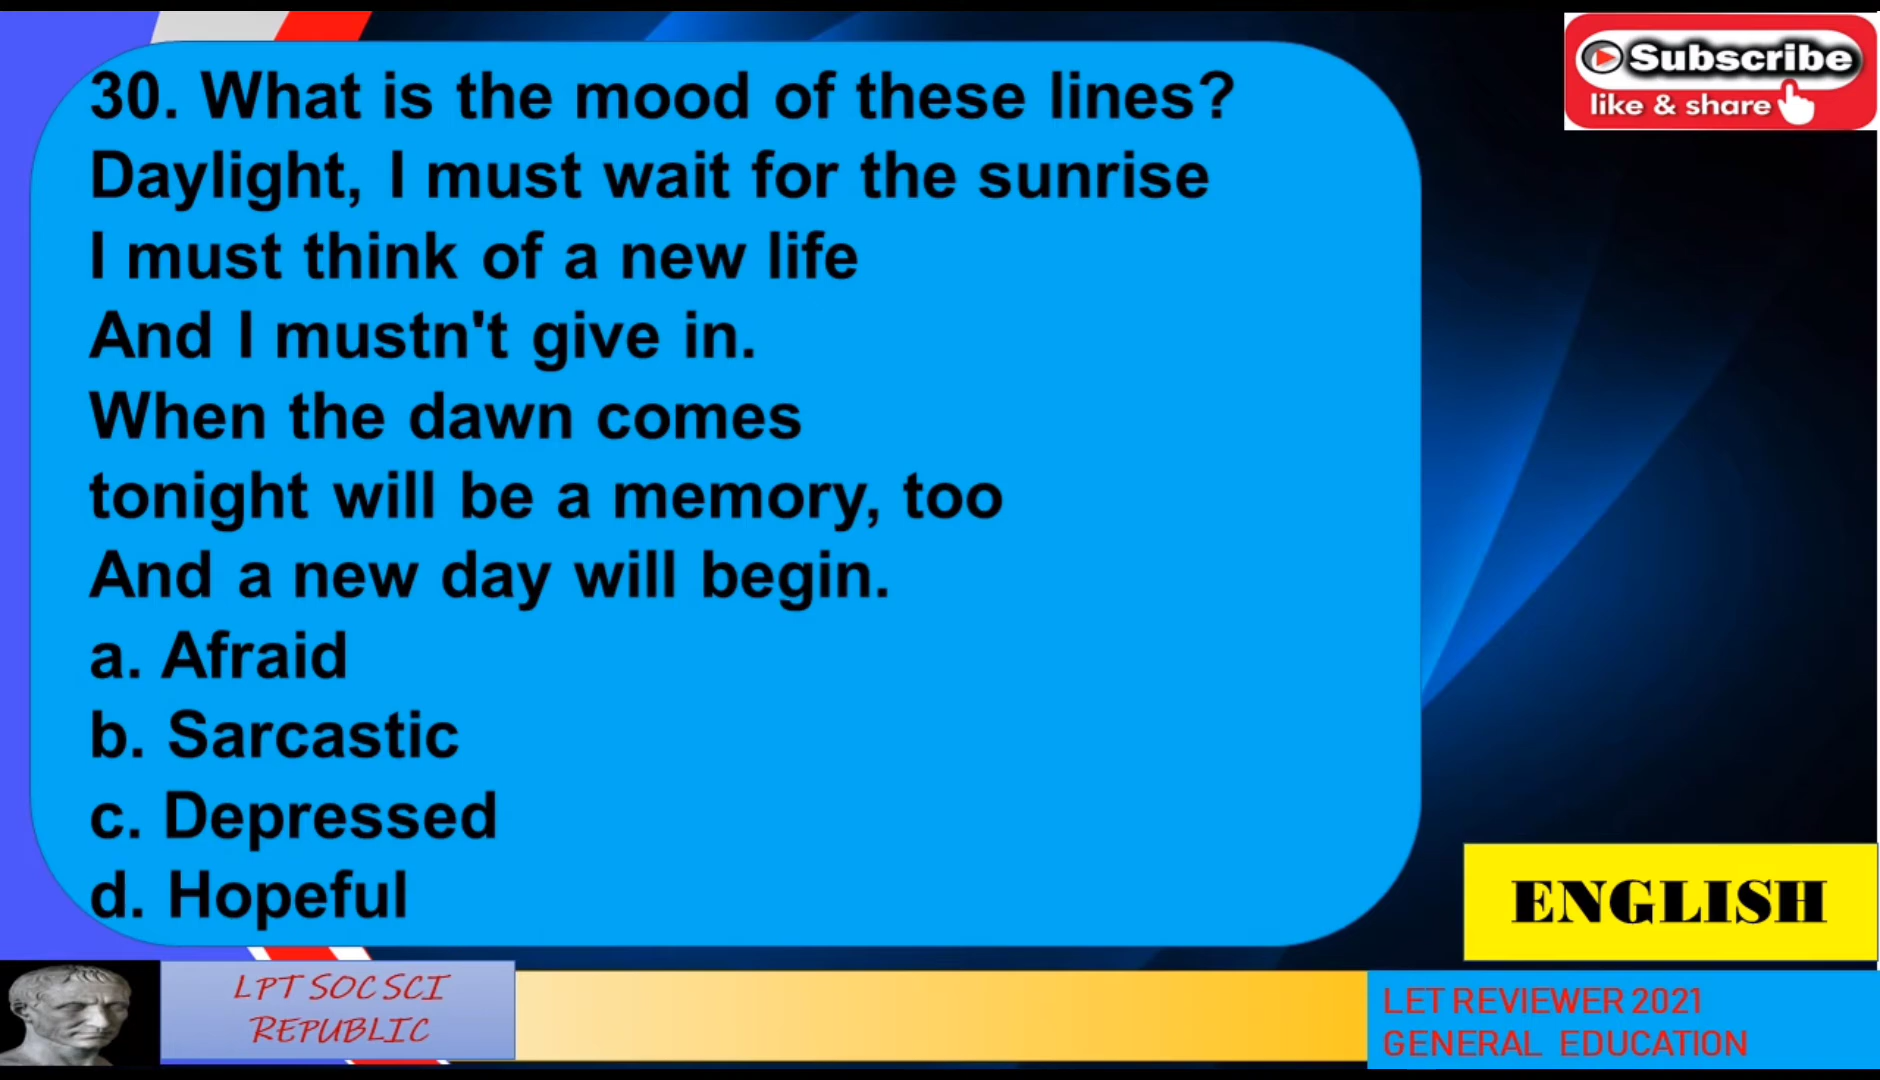 30. What is the mood of these lines?
Daylight, I must wait for the sunrise
I must think of a new life
And I mustn't give in.
When the dawn comes
tonight will be a memory, too
And a new day will begin.
a. Afraid
b. Sarcastic
c. Depressed
d. Hopeful
Subscribe
like & share
ENGLISH
LPT SOC SCI
REPUBLIC
LET REVIEWER 2021
GENERAL EDUCATION